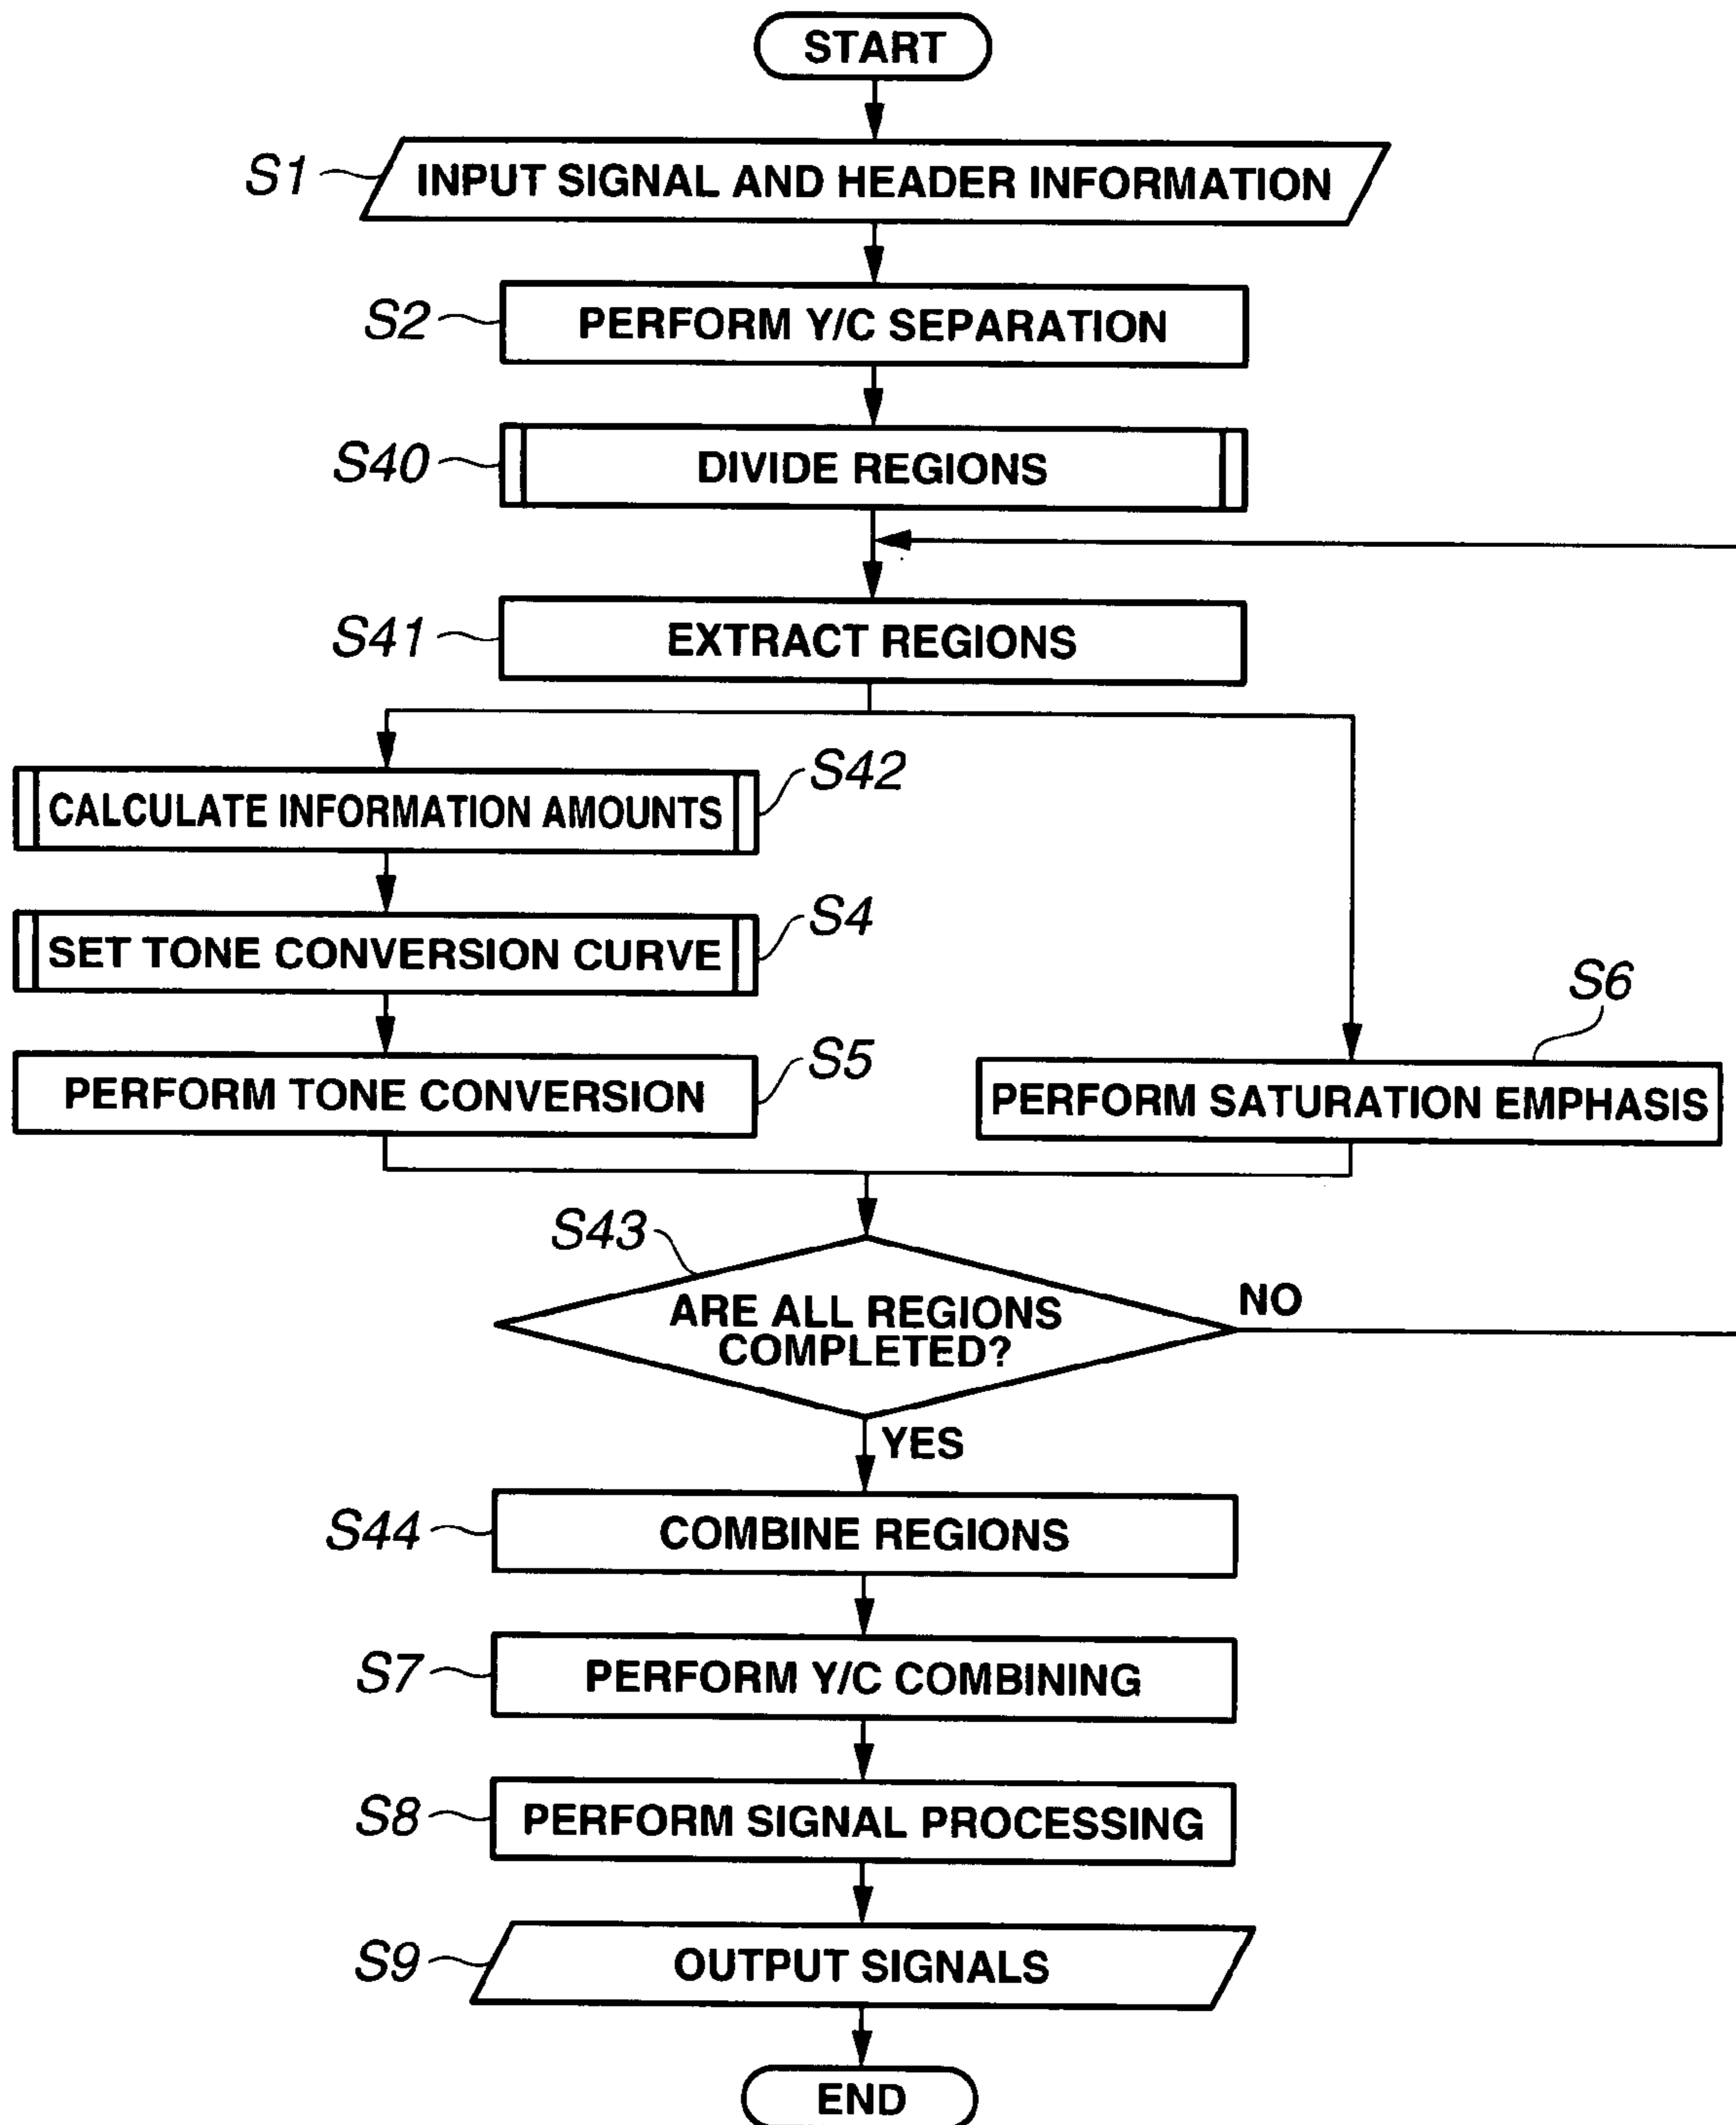 START
S1
INPUT SIGNAL AND HEADER INFORMATION
S2
PERFORM Y/C SEPARATION
S40
DIVIDE REGIONS
S41
EXTRACT REGIONS
S42
CALCULATE INFORMATION AMOUNTS
S4
SET TONE CONVERSION CURVE
S5
PERFORM TONE CONVERSION
S6
PERFORM SATURATION EMPHASIS
S43
ARE ALL REGIONS
COMPLETED?
NO
YES
S44
COMBINE REGIONS
S7
PERFORM Y/C COMBINING
S8
PERFORM SIGNAL PROCESSING
S9
OUTPUT SIGNALS
END